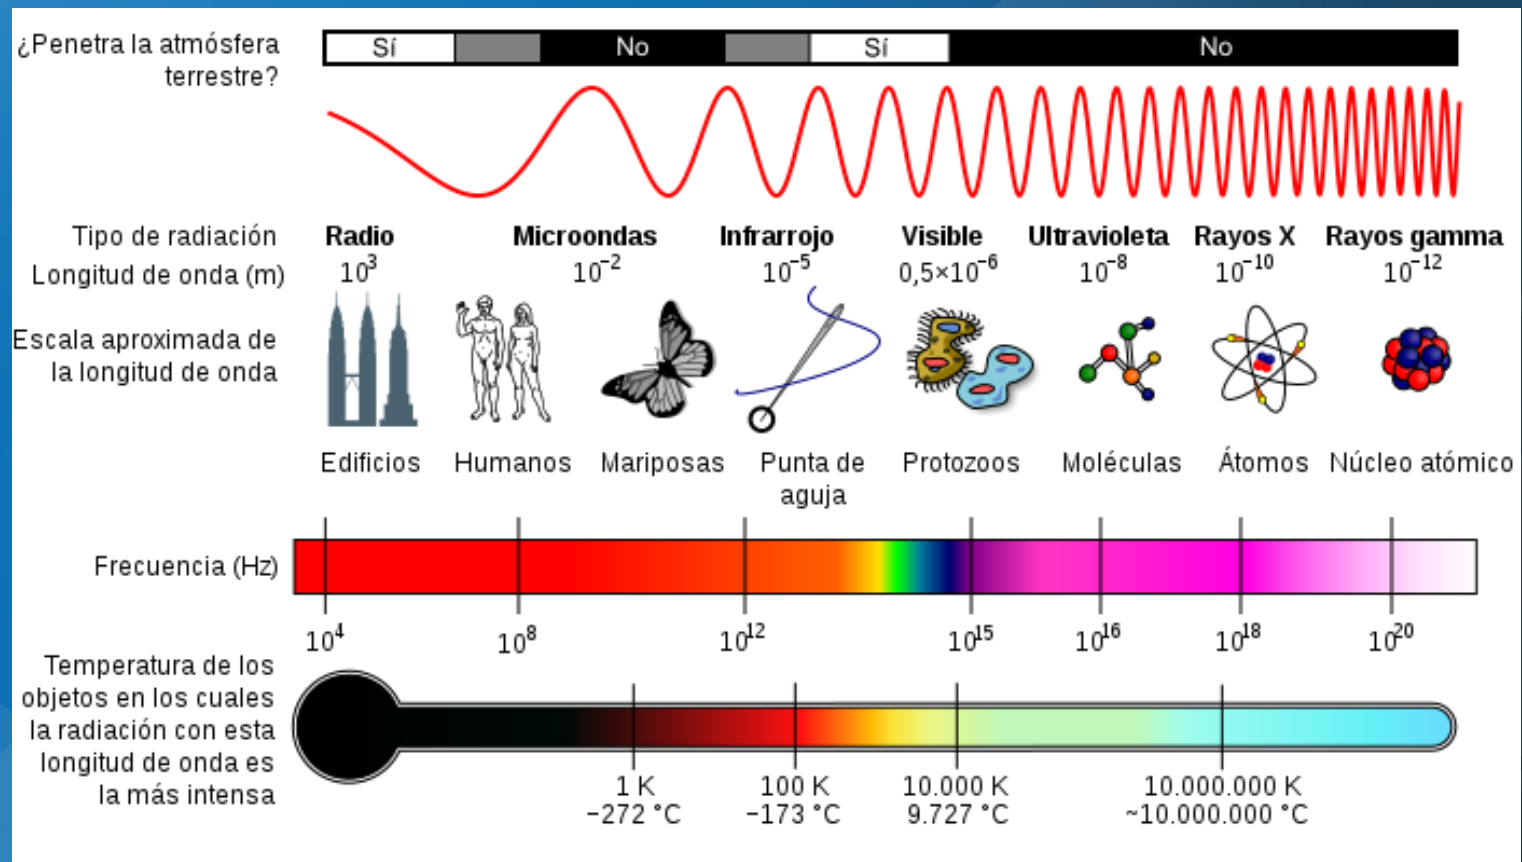 ¿Penetra la atmósfera
terrestre?
Sí No Sí No
Tipo de radiación Radio Microondas Infrarrojo Visible Ultravioleta Rayos X Rayos gamma
Longitud de onda (m) 10³ 10⁻² 10⁻⁵ 0,5×10⁻⁶ 10⁻⁸ 10⁻¹⁰ 10⁻¹²
Escala aproximada de
la longitud de onda
Edificios Humanos Mariposas Punta de
aguja
Protozoos Moléculas Átomos Núcleo atómico
Frecuencia (Hz)
10⁴ 10⁸ 10¹² 10¹⁵ 10¹⁶ 10¹⁸ 10²⁰
Temperatura de los
objetos en los cuales
la radiación con esta
longitud de onda es
la más intensa
1 K 100 K 10.000 K 10.000.000 K
−272 °C −173 °C 9.727 °C ~10.000.000 °C